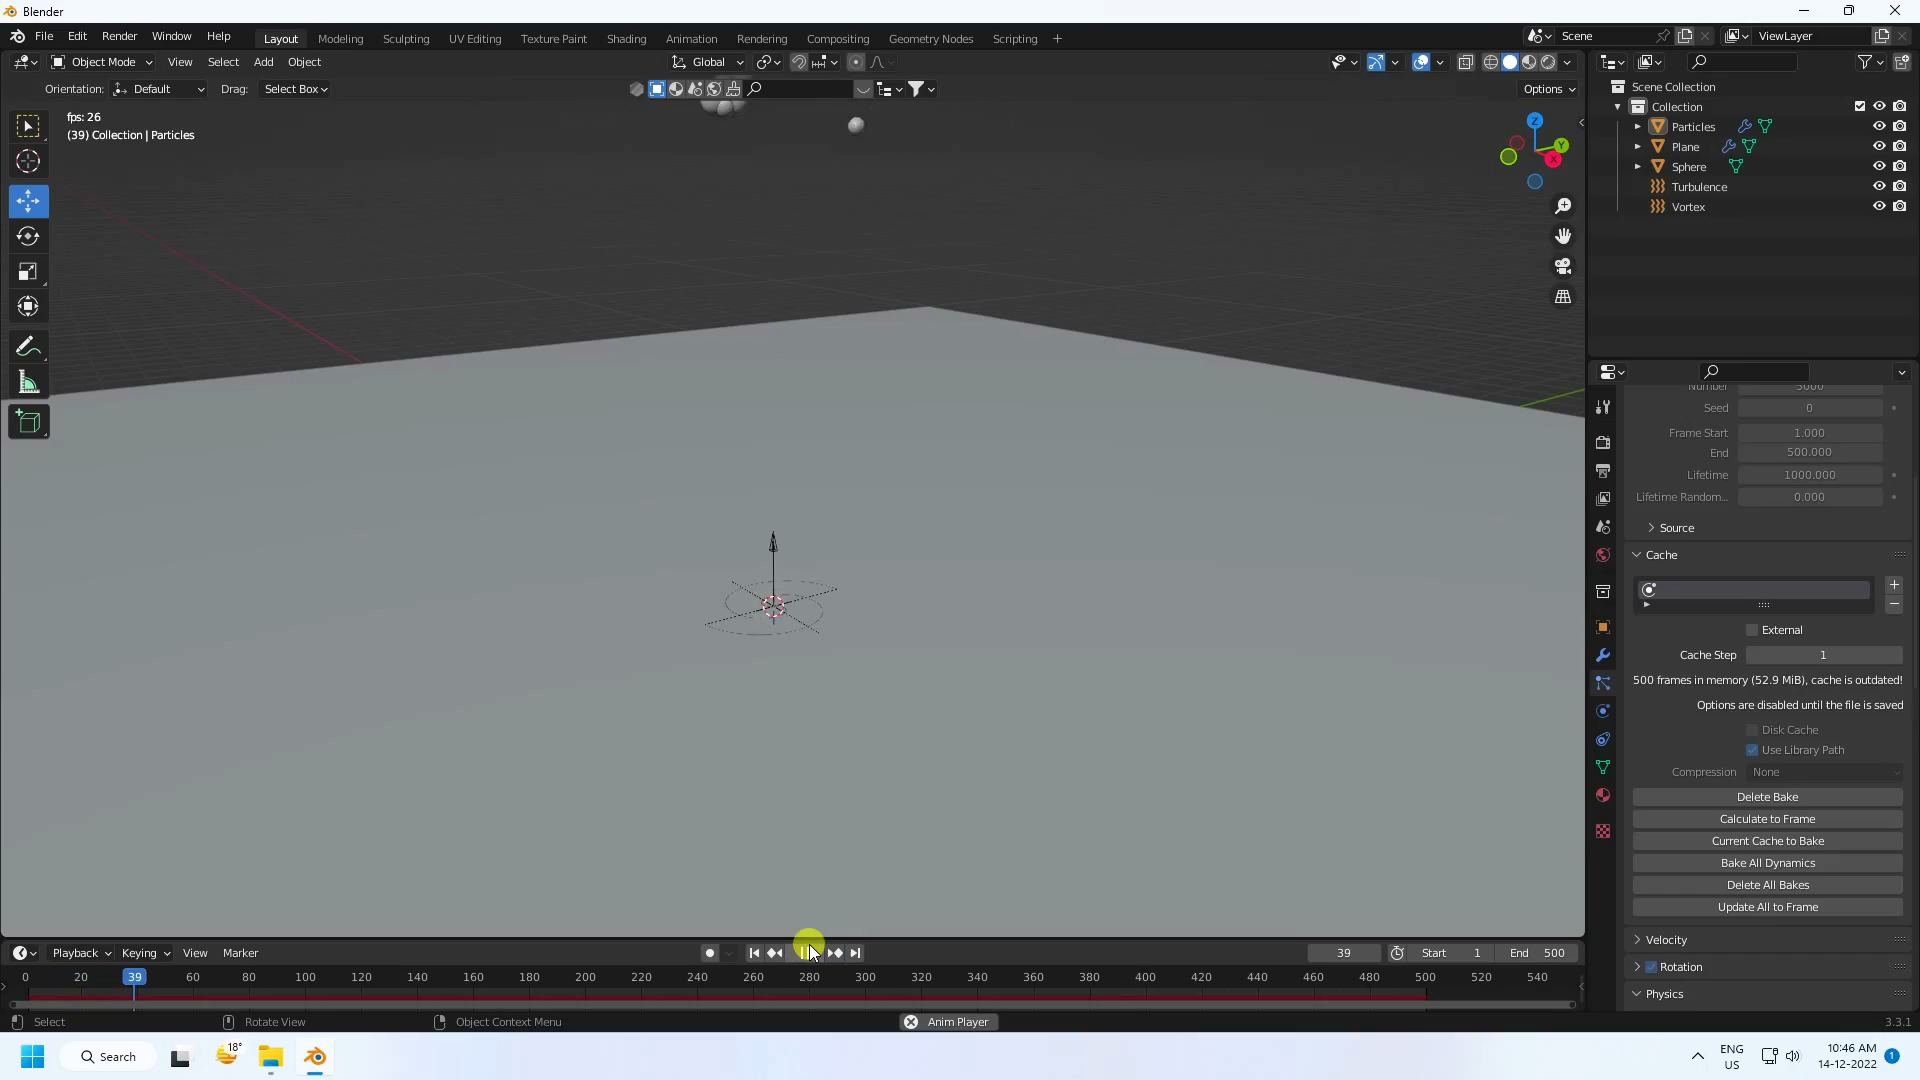 Blender
File Edit Render Window Help
Layout Modeling Sculpting UV Editing Texture Paint Shading Animation Rendering Compositing Geometry Nodes Scripting +
Scene
ViewLayer
Object Mode View Select Add Object
Global
Orientation: Default Drag: Select Box
Options
fps: 26
(39) Collection | Particles
Z
Y
X
Scene Collection
Collection
Particles
Plane
Sphere
Turbulence
Vortex
Number 5000
Seed 0
Frame Start 1.000
End 500.000
Lifetime 1000.000
Lifetime Random... 0.000
Source
Cache
External
Cache Step 1
500 frames in memory (52.9 MiB), cache is outdated!
Options are disabled until the file is saved
Disk Cache
Use Library Path
Compression None
Delete Bake
Calculate to Frame
Current Cache to Bake
Bake All Dynamics
Delete All Bakes
Update All to Frame
Velocity
Rotation
Physics
Playback Keying View Marker
39 Start 1 End 500
0 20 39 60 80 100 120 140 160 180 200 220 240 260 280 300 320 340 360 380 400 420 440 460 480 500 520 540
Select Rotate View Object Context Menu Anim Player 3.3.1
18°
Search
ENG
US
10:46 AM
14-12-2022
1